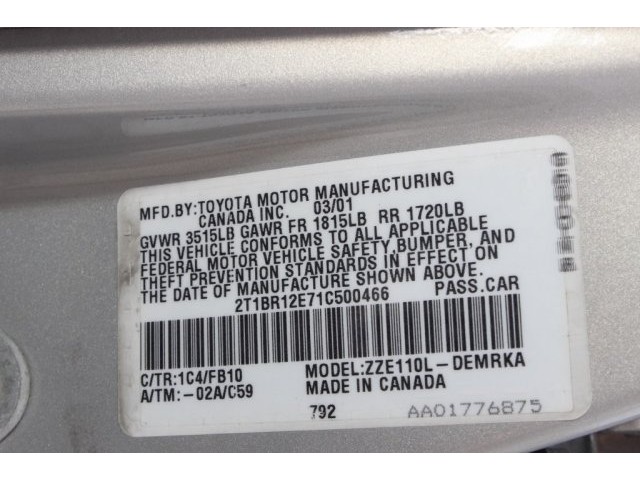 MFD.BY:TOYOTA MOTOR MANUFACTURING
CANADA INC. 03/01
GVWR 3515LB GAWR FR 1815LB RR 1720LB
THIS VEHICLE CONFORMS TO ALL APPLICABLE
FEDERAL MOTOR VEHICLE SAFETY,BUMPER, AND
THEFT PREVENTION STANDARDS IN EFFECT ON
THE DATE OF MANUFACTURE SHOWN ABOVE.
2T1BR12E71C500466 PASS.CAR
C/TR:1C4/FB10 MODEL:ZZE110L-DEMRKA
A/TM:-02A/C59 MADE IN CANADA
792 AA01776875